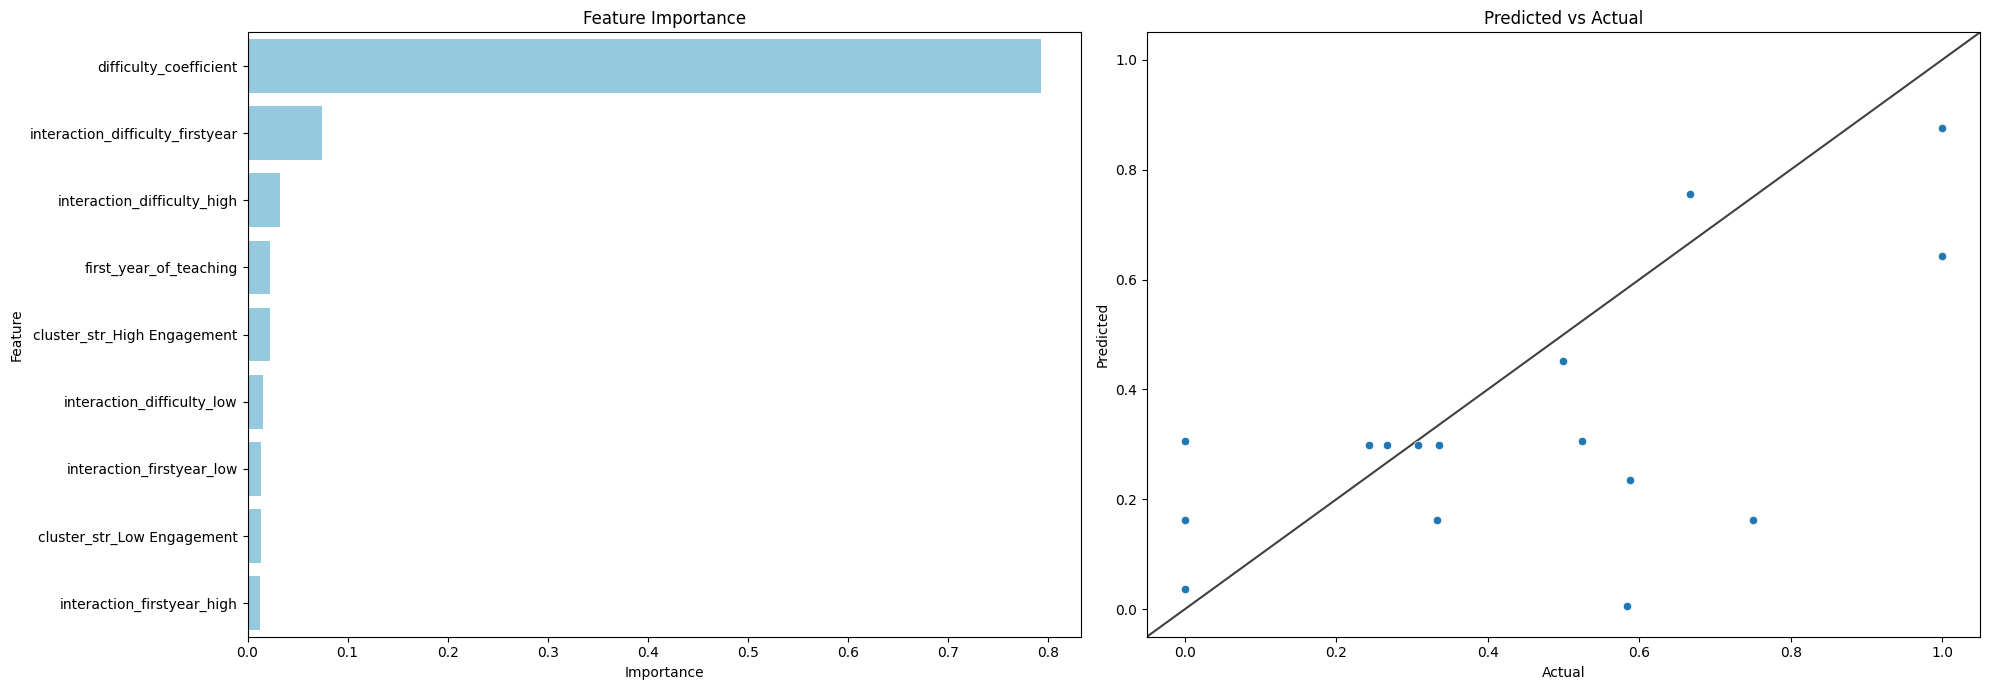 Feature Importance
Feature
difficulty_coefficient
interaction_difficulty_firstyear
interaction_difficulty_high
first_year_of_teaching
cluster_str_High Engagement
interaction_difficulty_low
interaction_firstyear_low
cluster_str_Low Engagement
interaction_firstyear_high
0.0 0.1 0.2 0.3 0.4 0.5 0.6 0.7 0.8
Importance
Predicted vs Actual
Predicted
1.0
0.8
0.6
0.4
0.2
0.0
0.0 0.2 0.4 0.6 0.8 1.0
Actual